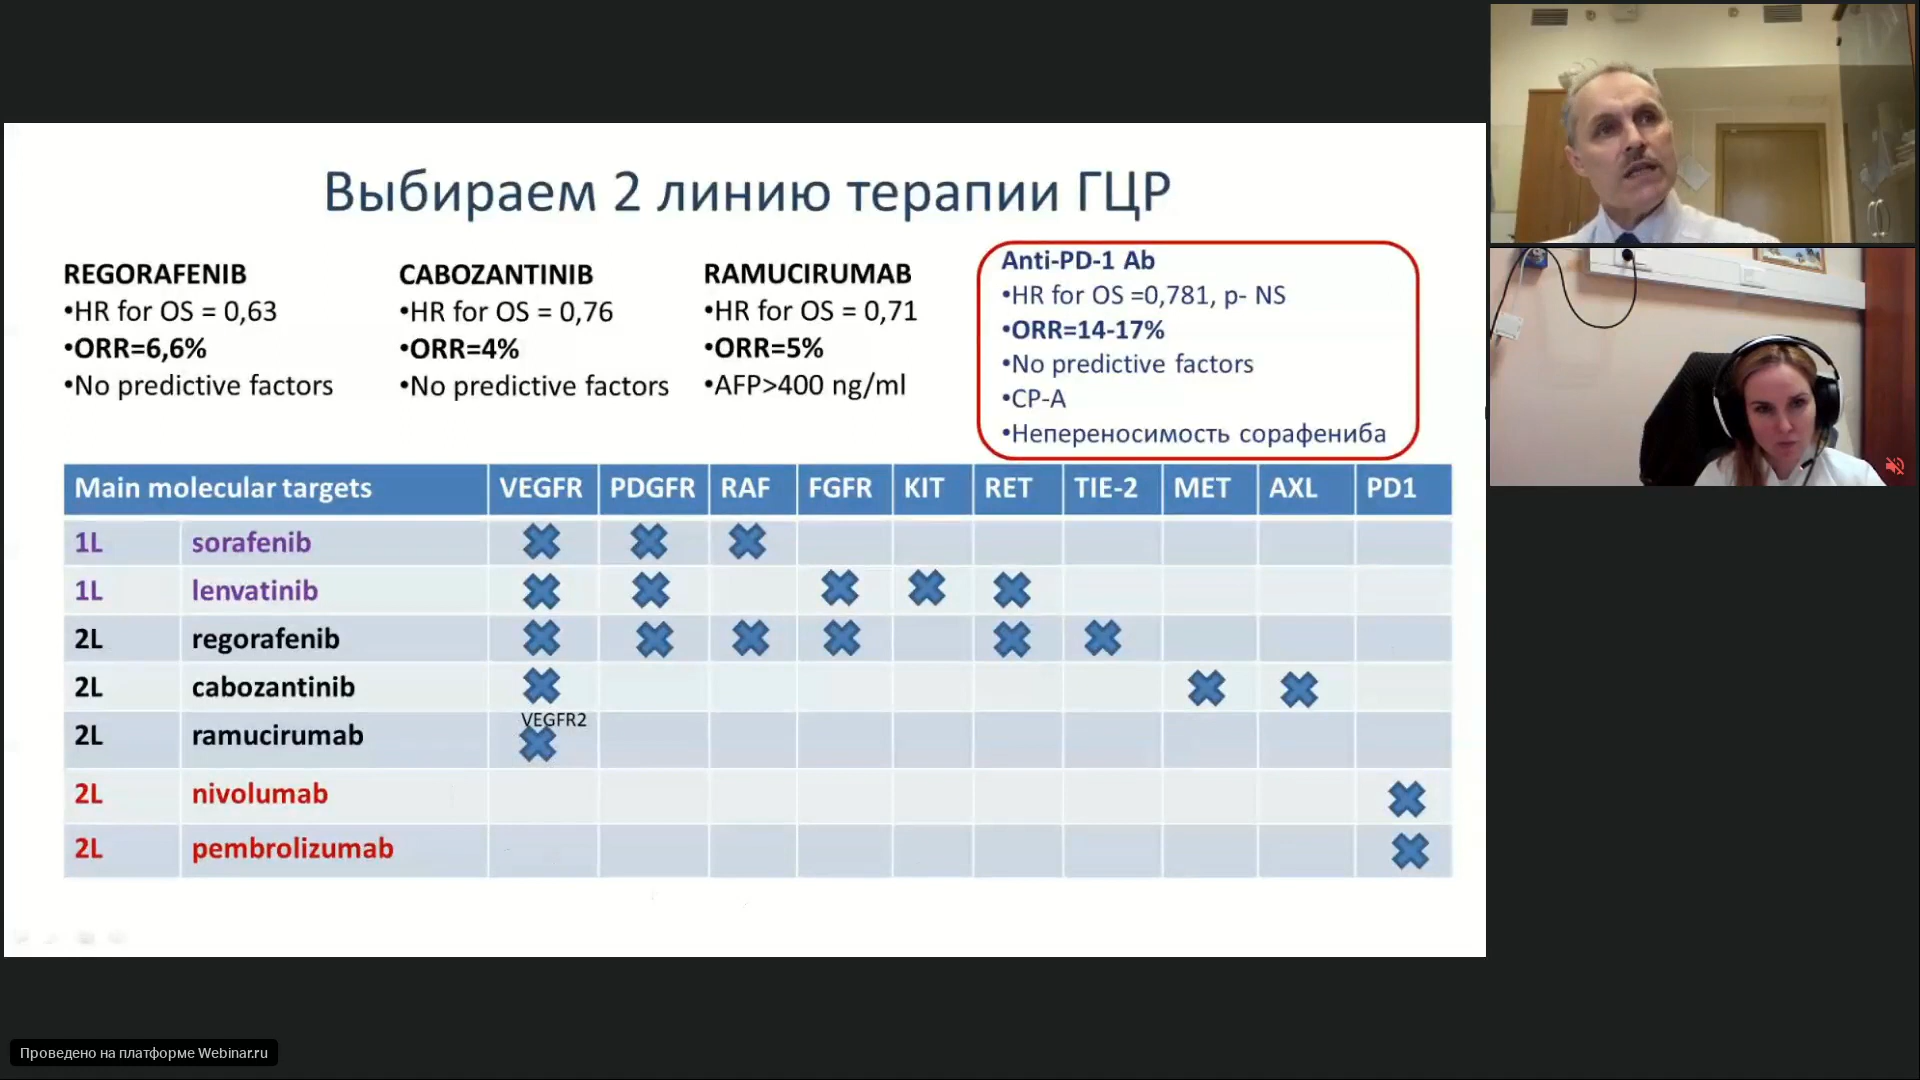 Выбираем 2 линию терапии ГЦР
REGORAFENIB
•HR for OS = 0,63
•ORR=6,6%
•No predictive factors
CABOZANTINIB
•HR for OS = 0,76
•ORR=4%
•No predictive factors
RAMUCIRUMAB
•HR for OS = 0,71
•ORR=5%
•AFP>400 ng/ml
Anti-PD-1 Ab
•HR for OS =0,781, p- NS
•ORR=14-17%
•No predictive factors
•CP-A
•Непереносимость сорафениба
Main molecular targets VEGFR PDGFR RAF FGFR KIT RET TIE-2 MET AXL PD1
1L sorafenib
1L lenvatinib
2L regorafenib
2L cabozantinib
VEGFR2
2L ramucirumab
2L nivolumab
2L pembrolizumab
Проведено на платформе Webinar.ru